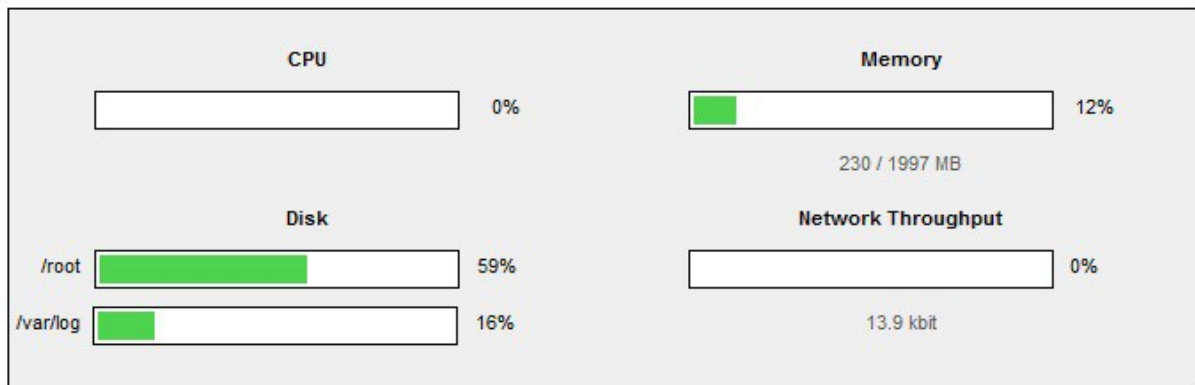 CPU
0%
Memory
12%
230 / 1997 MB
Disk
/root
59%
/var/log
16%
Network Throughput
0%
13.9 kbit